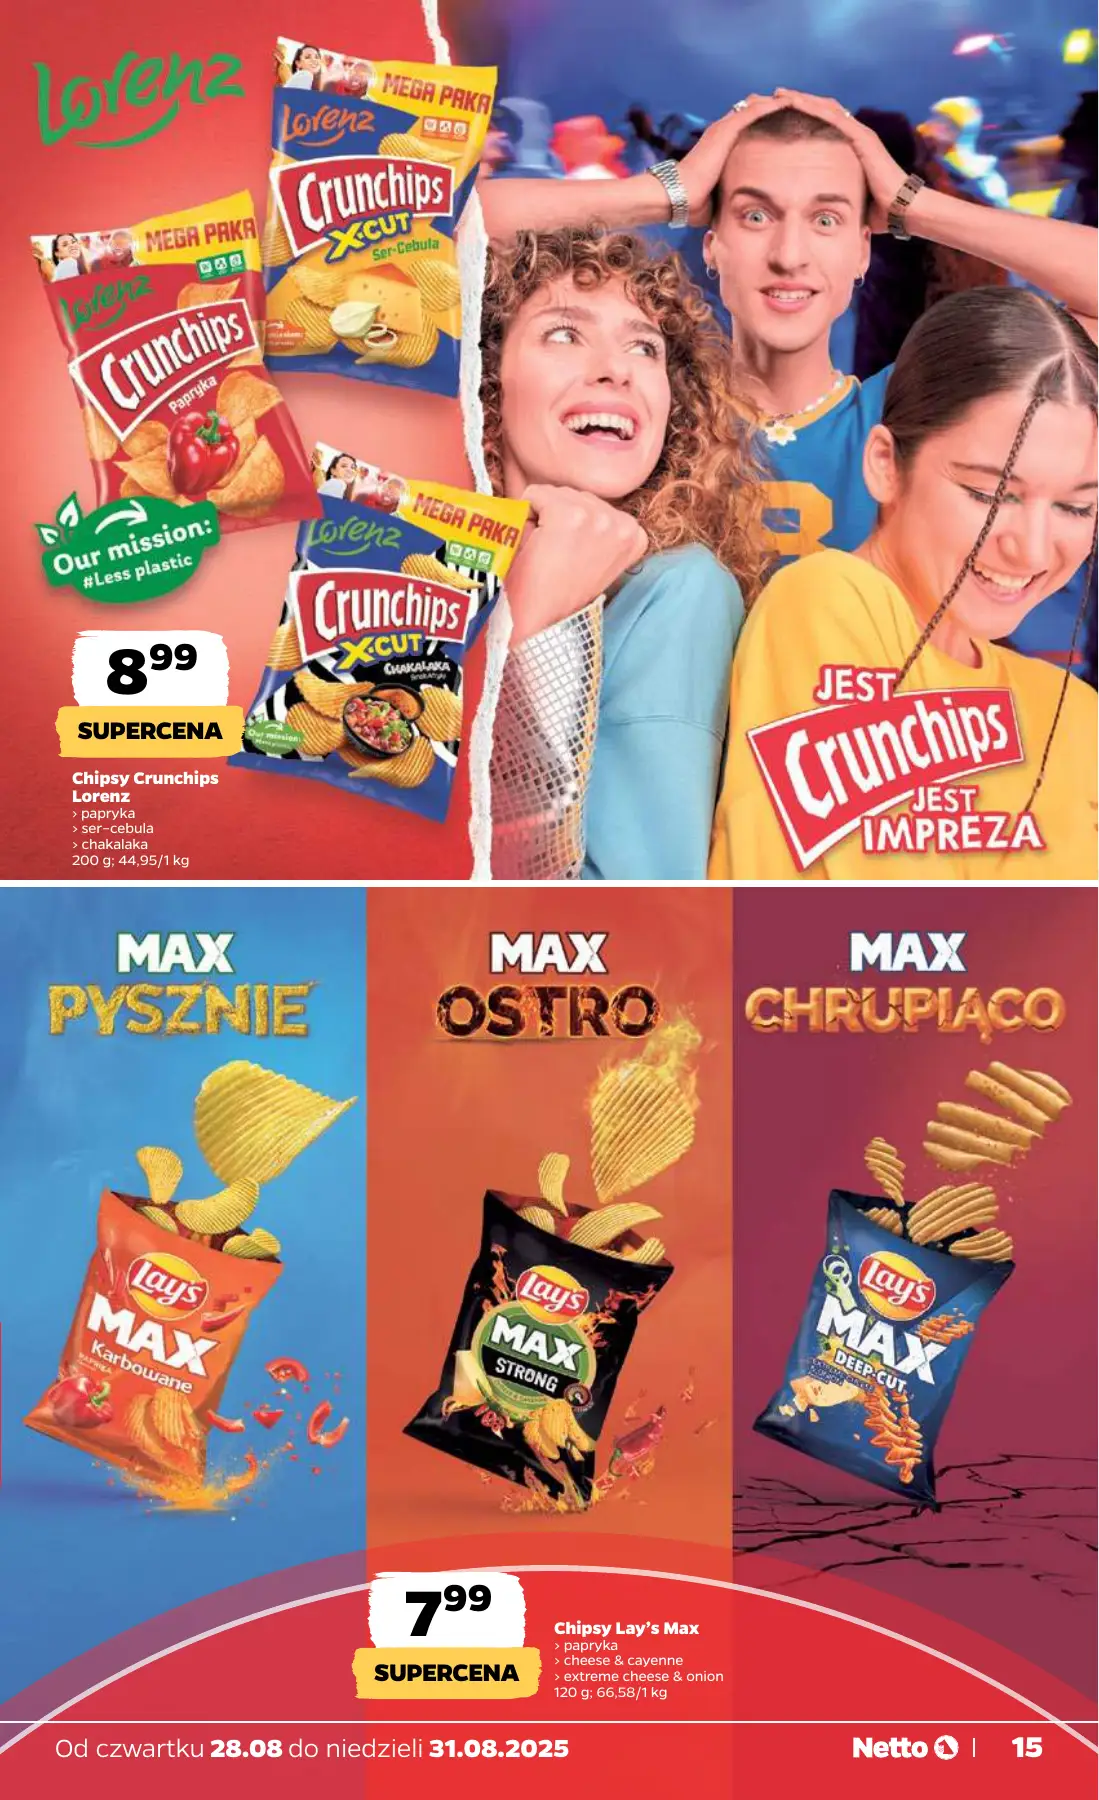 Lorenz
MEGA PAKA
Lorenz
Crunchips
X-CUT
Ser-Cebula
MEGA PAKA
Lorenz
Crunchips
Papryka
MEGA PAKA
Lorenz
Crunchips
X-CUT
CHAKALAKA
Our mission:
#Less plastic
Our mission:
8 99
SUPERCENA
Chipsy Crunchips
Lorenz
> papryka
> ser-cebula
> chakalaka
200 g; 44,95/1 kg
JEST
Crunchips
JEST
IMPREZA
MAX
PYSZNIE
MAX
OSTRO
MAX
CHRUPIĄCO
Lay's
MAX
Karbowane
PAPRYKA
Lay's
MAX
STRONG
Lay's
MAX
DEEP-CUT
7 99
SUPERCENA
Chipsy Lay's Max
> papryka
> cheese & cayenne
> extreme cheese & onion
120 g; 66,58/1 kg
Od czwartku 28.08 do niedzieli 31.08.2025
Netto
15